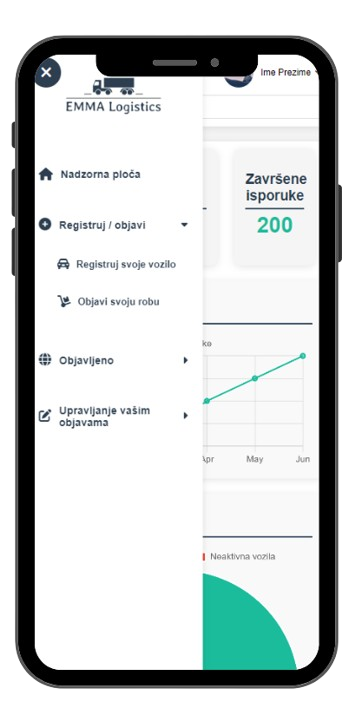 Ime Prezime
EMMA Logistics
Nadzorna ploča
Registruj / objavi
Registruj svoje vozilo
Objavi svoju robu
Objavljeno
Upravljanje vašim
objavama
Završene
isporuke
200
Apr May Jun
Neaktivna vozila